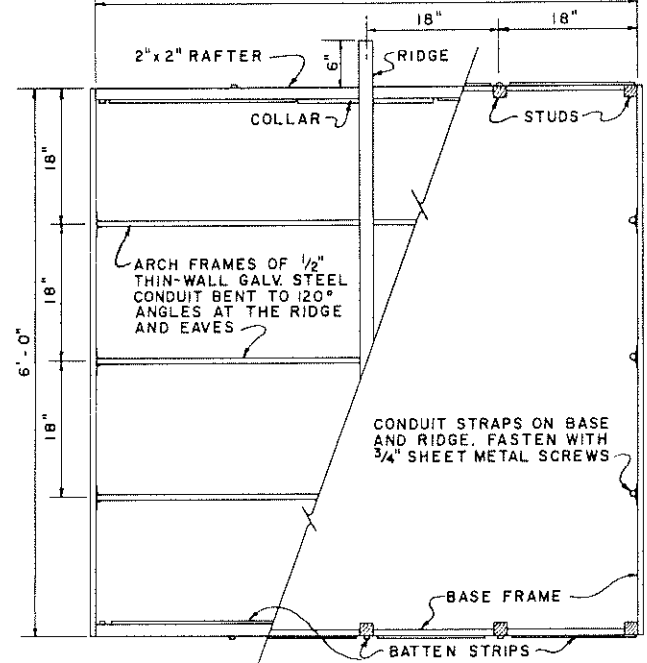 18"
18"
2"x2" RAFTER
6"
RIDGE
COLLAR
STUDS
18"
ARCH FRAMES OF 1/2"
THIN-WALL GALV. STEEL
CONDUIT BENT TO 120°
ANGLES AT THE RIDGE
AND EAVES
18"
6'-0"
18"
CONDUIT STRAPS ON BASE
AND RIDGE. FASTEN WITH
3/4" SHEET METAL SCREWS
BASE FRAME
BATTEN STRIPS